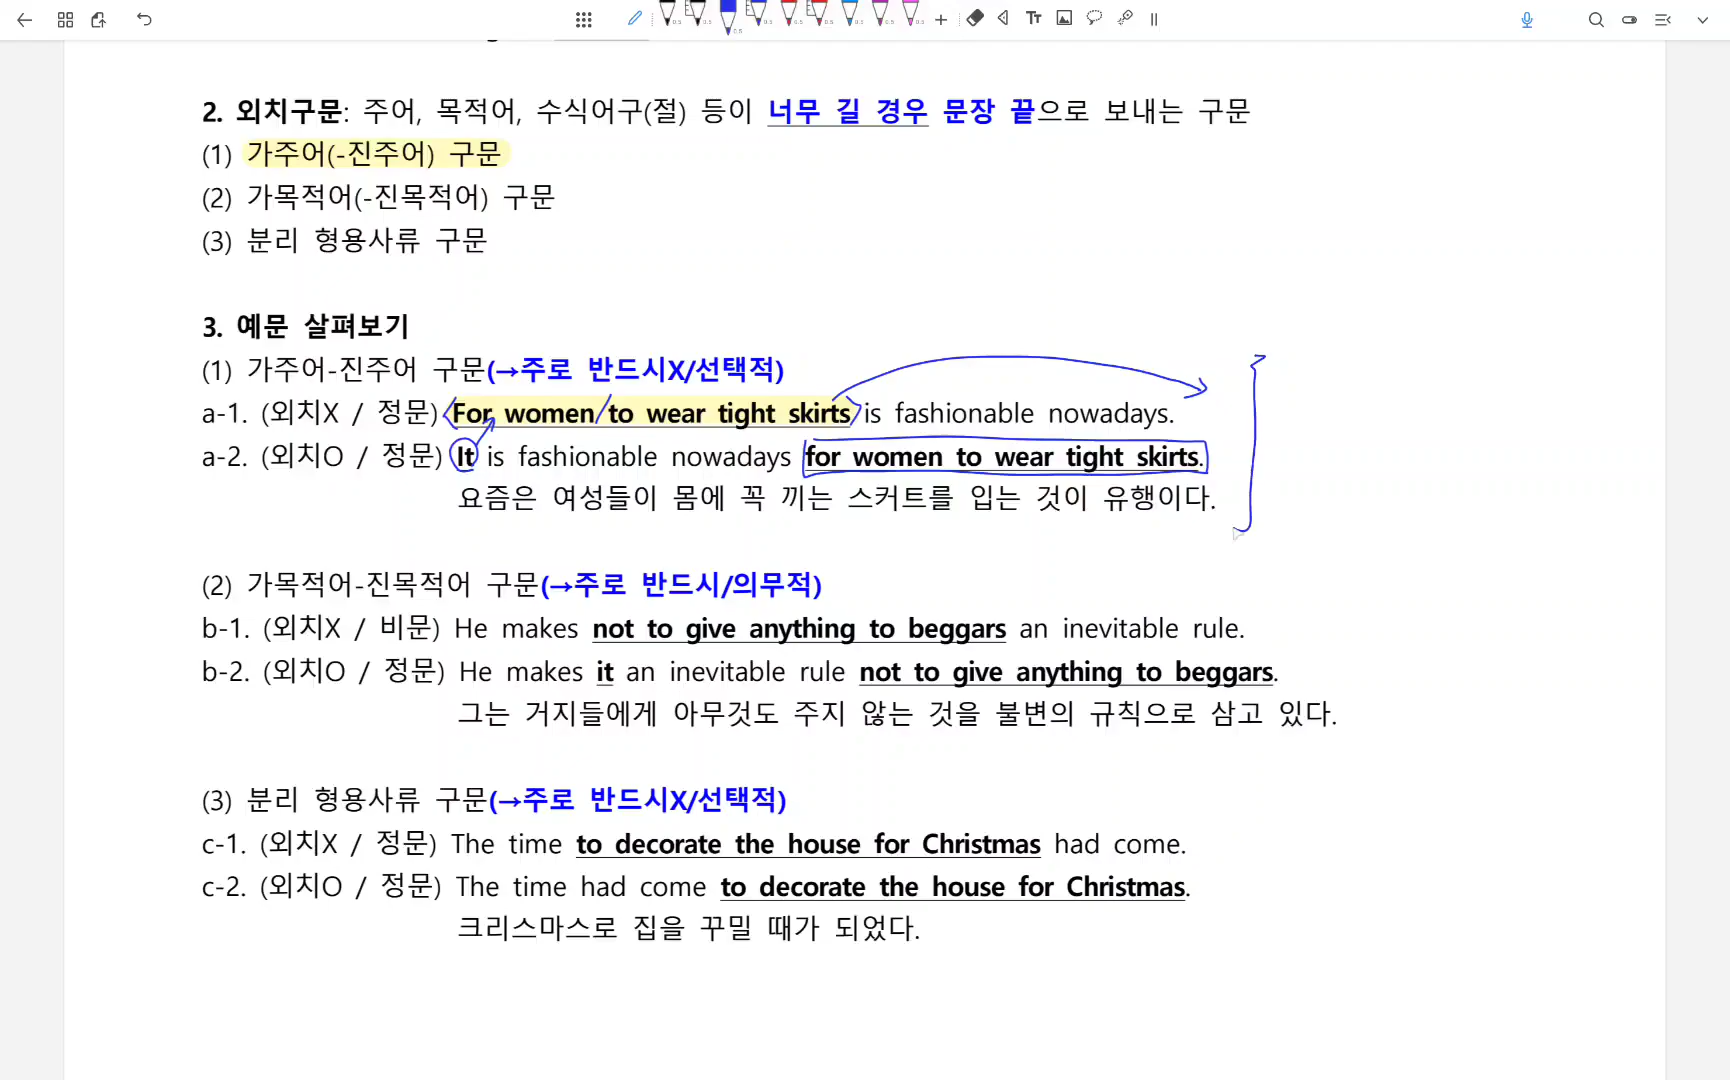 2. 외치구문: 주어, 목적어, 수식어구(절) 등이 너무 길 경우 문장 끝으로 보내는 구문
(1) 가주어(-진주어) 구문
(2) 가목적어(-진목적어) 구문
(3) 분리 형용사류 구문
3. 예문 살펴보기
(1) 가주어-진주어 구문(→주로 반드시X/선택적)
a-1. (외치X / 정문) For women to wear tight skirts is fashionable nowadays.
a-2. (외치O / 정문) It is fashionable nowadays for women to wear tight skirts.
요즘은 여성들이 몸에 꼭 끼는 스커트를 입는 것이 유행이다.
(2) 가목적어-진목적어 구문(→주로 반드시/의무적)
b-1. (외치X / 비문) He makes not to give anything to beggars an inevitable rule.
b-2. (외치O / 정문) He makes it an inevitable rule not to give anything to beggars.
그는 거지들에게 아무것도 주지 않는 것을 불변의 규칙으로 삼고 있다.
(3) 분리 형용사류 구문(→주로 반드시X/선택적)
c-1. (외치X / 정문) The time to decorate the house for Christmas had come.
c-2. (외치O / 정문) The time had come to decorate the house for Christmas.
크리스마스로 집을 꾸밀 때가 되었다.